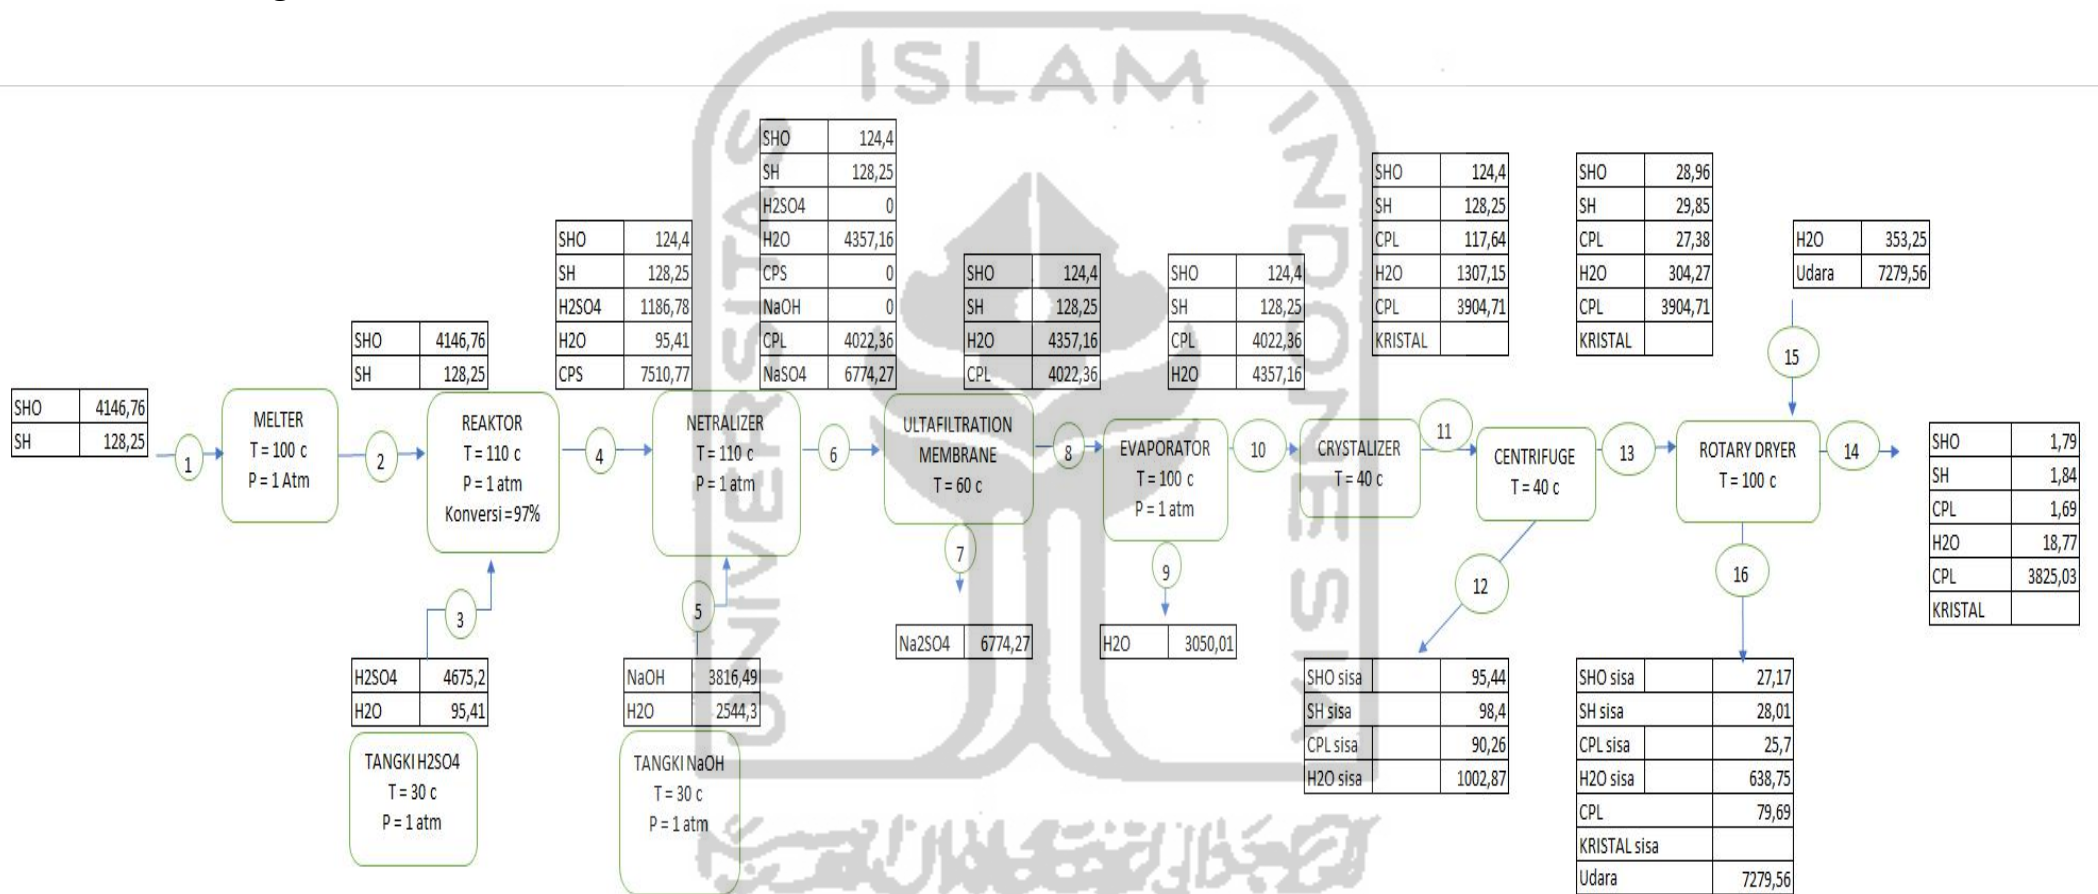 UNIVERSITAS ISLAM INDONESIA
SHO 4146,76
SH 128,25
1
MELTER
T = 100 c
P = 1 Atm
SHO 4146,76
SH 128,25
2
REAKTOR
T = 110 c
P = 1 atm
Konversi = 97%
3
H2SO4 4675,2
H2O 95,41
TANGKI H2SO4
T = 30 c
P = 1 atm
SHO 124,4
SH 128,25
H2SO4 1186,78
H2O 95,41
CPS 7510,77
4
NETRALIZER
T = 110 c
P = 1 atm
5
NaOH 3816,49
H2O 2544,3
TANGKI NaOH
T = 30 c
P = 1 atm
SHO 124,4
SH 128,25
H2SO4 0
H2O 4357,16
CPS 0
NaOH 0
CPL 4022,36
NaSO4 6774,27
6
ULTAFILTRATION
MEMBRANE
T = 60 c
7
Na2SO4 6774,27
SHO 124,4
SH 128,25
H2O 4357,16
CPL 4022,36
8
EVAPORATOR
T = 100 c
P = 1 atm
9
H2O 3050,01
SHO 124,4
SH 128,25
CPL 4022,36
H2O 4357,16
10
CRYSTALIZER
T = 40 c
SHO 124,4
SH 128,25
CPL 117,64
H2O 1307,15
CPL 3904,71
KRISTAL
11
CENTRIFUGE
T = 40 c
12
SHO sisa 95,44
SH sisa 98,4
CPL sisa 90,26
H2O sisa 1002,87
SHO 28,96
SH 29,85
CPL 27,38
H2O 304,27
CPL 3904,71
KRISTAL
13
ROTARY DRYER
T = 100 c
H2O 353,25
Udara 7279,56
15
14
SHO 1,79
SH 1,84
CPL 1,69
H2O 18,77
CPL 3825,03
KRISTAL
16
SHO sisa 27,17
SH sisa 28,01
CPL sisa 25,7
H2O sisa 638,75
CPL 79,69
KRISTAL sisa
Udara 7279,56